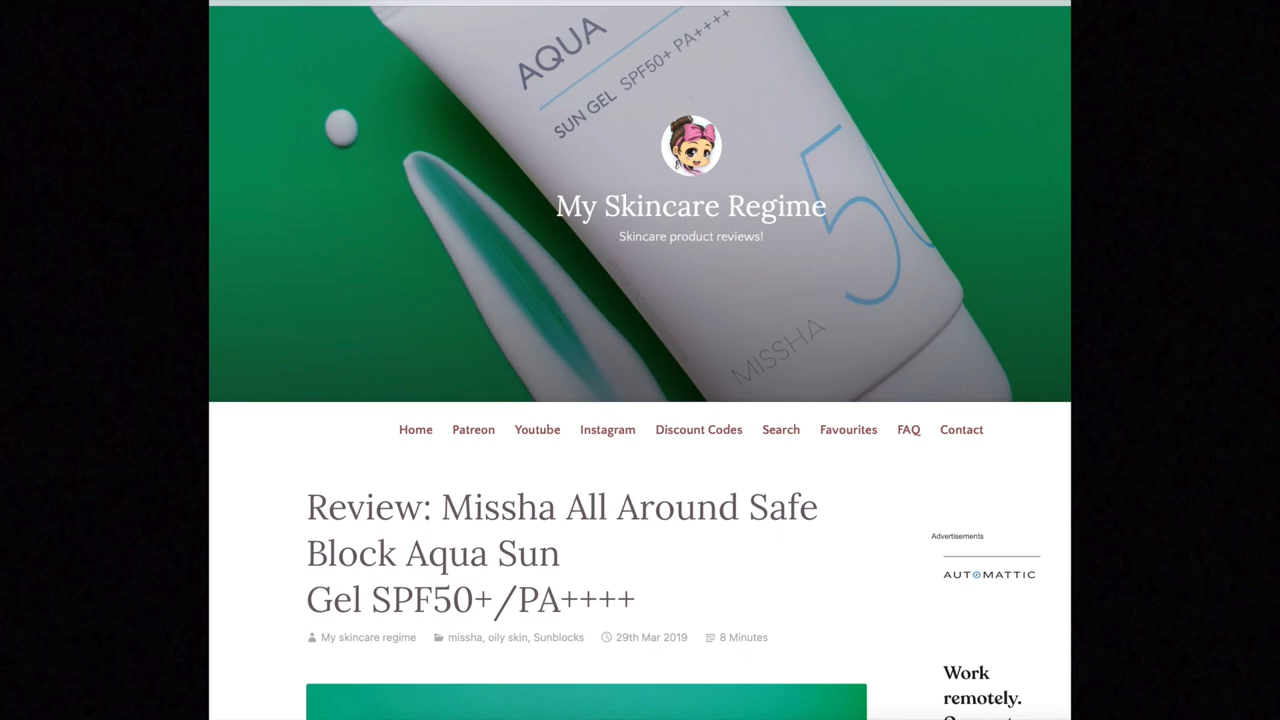 AQUA
SUN GEL SPF50+ PA++++
50
MISSHA
My Skincare Regime
Skincare product reviews!
Home Patreon Youtube Instagram Discount Codes Search Favourites FAQ Contact
Review: Missha All Around Safe
Block Aqua Sun
Gel SPF50+/PA++++
My skincare regime missha, oily skin, Sunblocks 29th Mar 2019 8 Minutes
Advertisements
AUTOMATTIC
Work
remotely.